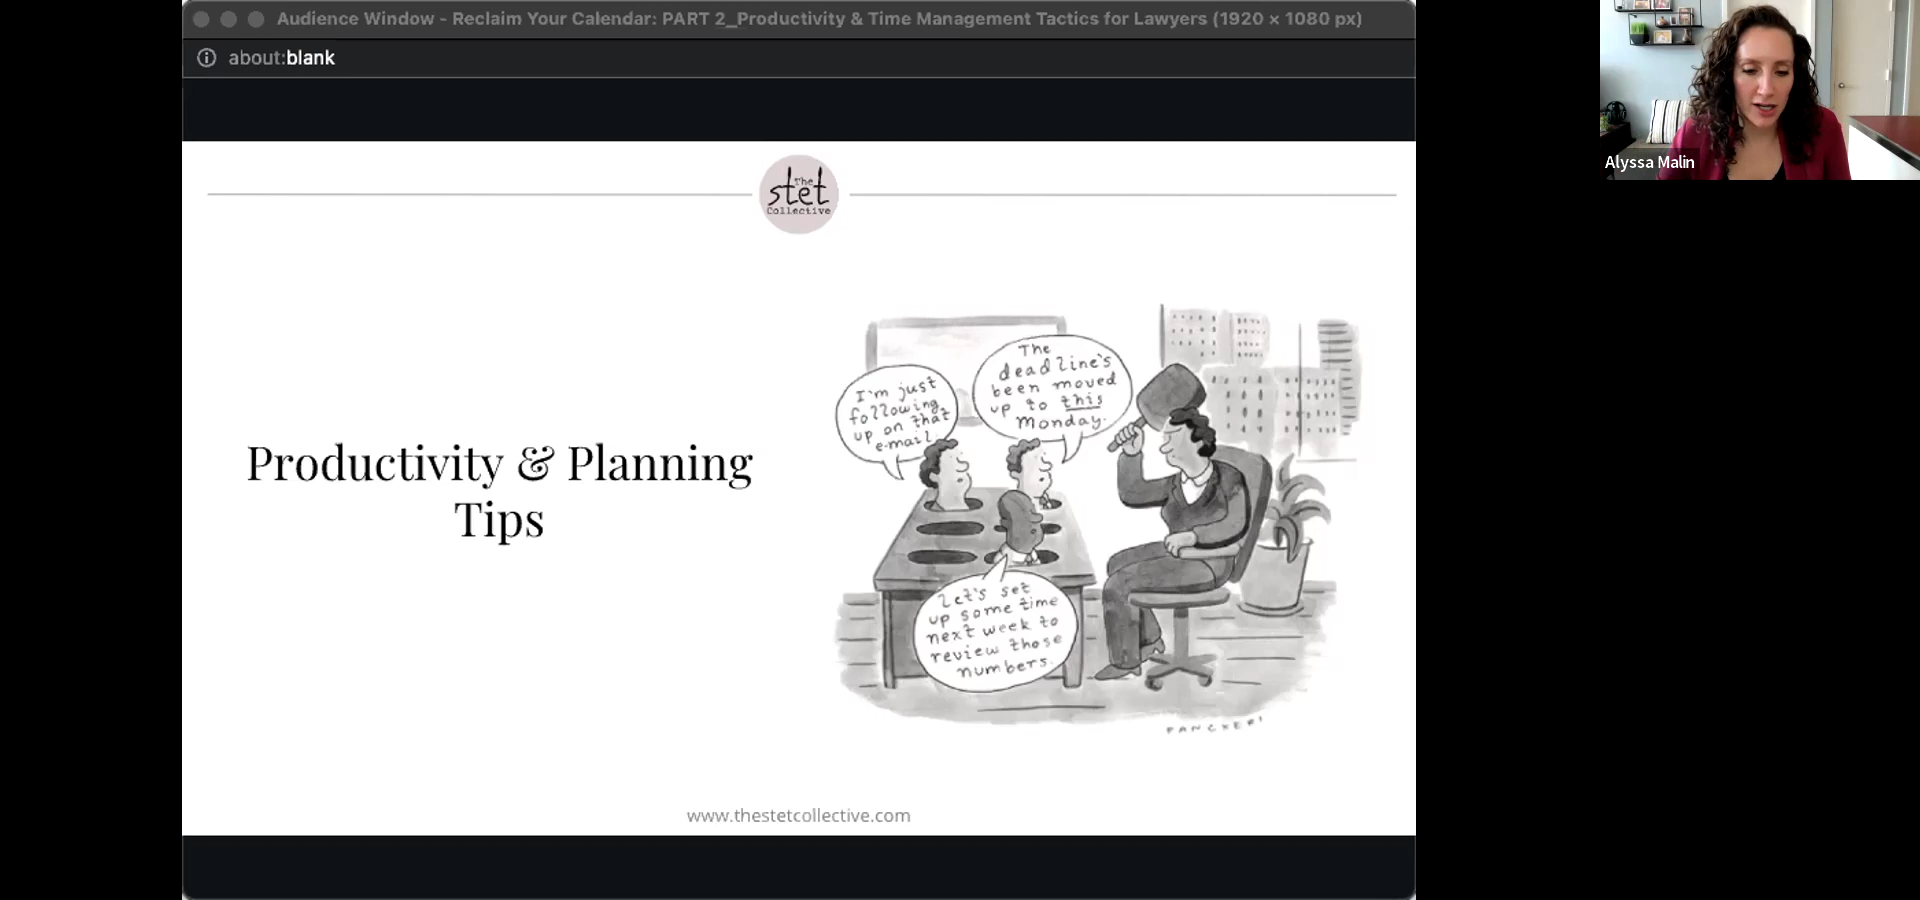 Audience Window - Reclaim Your Calendar: PART 2_Productivity & Time Management Tactics for Lawyers (1920 × 1080 px)
about:blank
The
stet
Collective
Productivity & Planning
Tips
I'm just
following
up on that
e-mail.
The
deadline's
been moved
up to this
Monday.
Let's set
up some time
next week to
review those
numbers.
PANCKERI
www.thestetcollective.com
Alyssa Malin